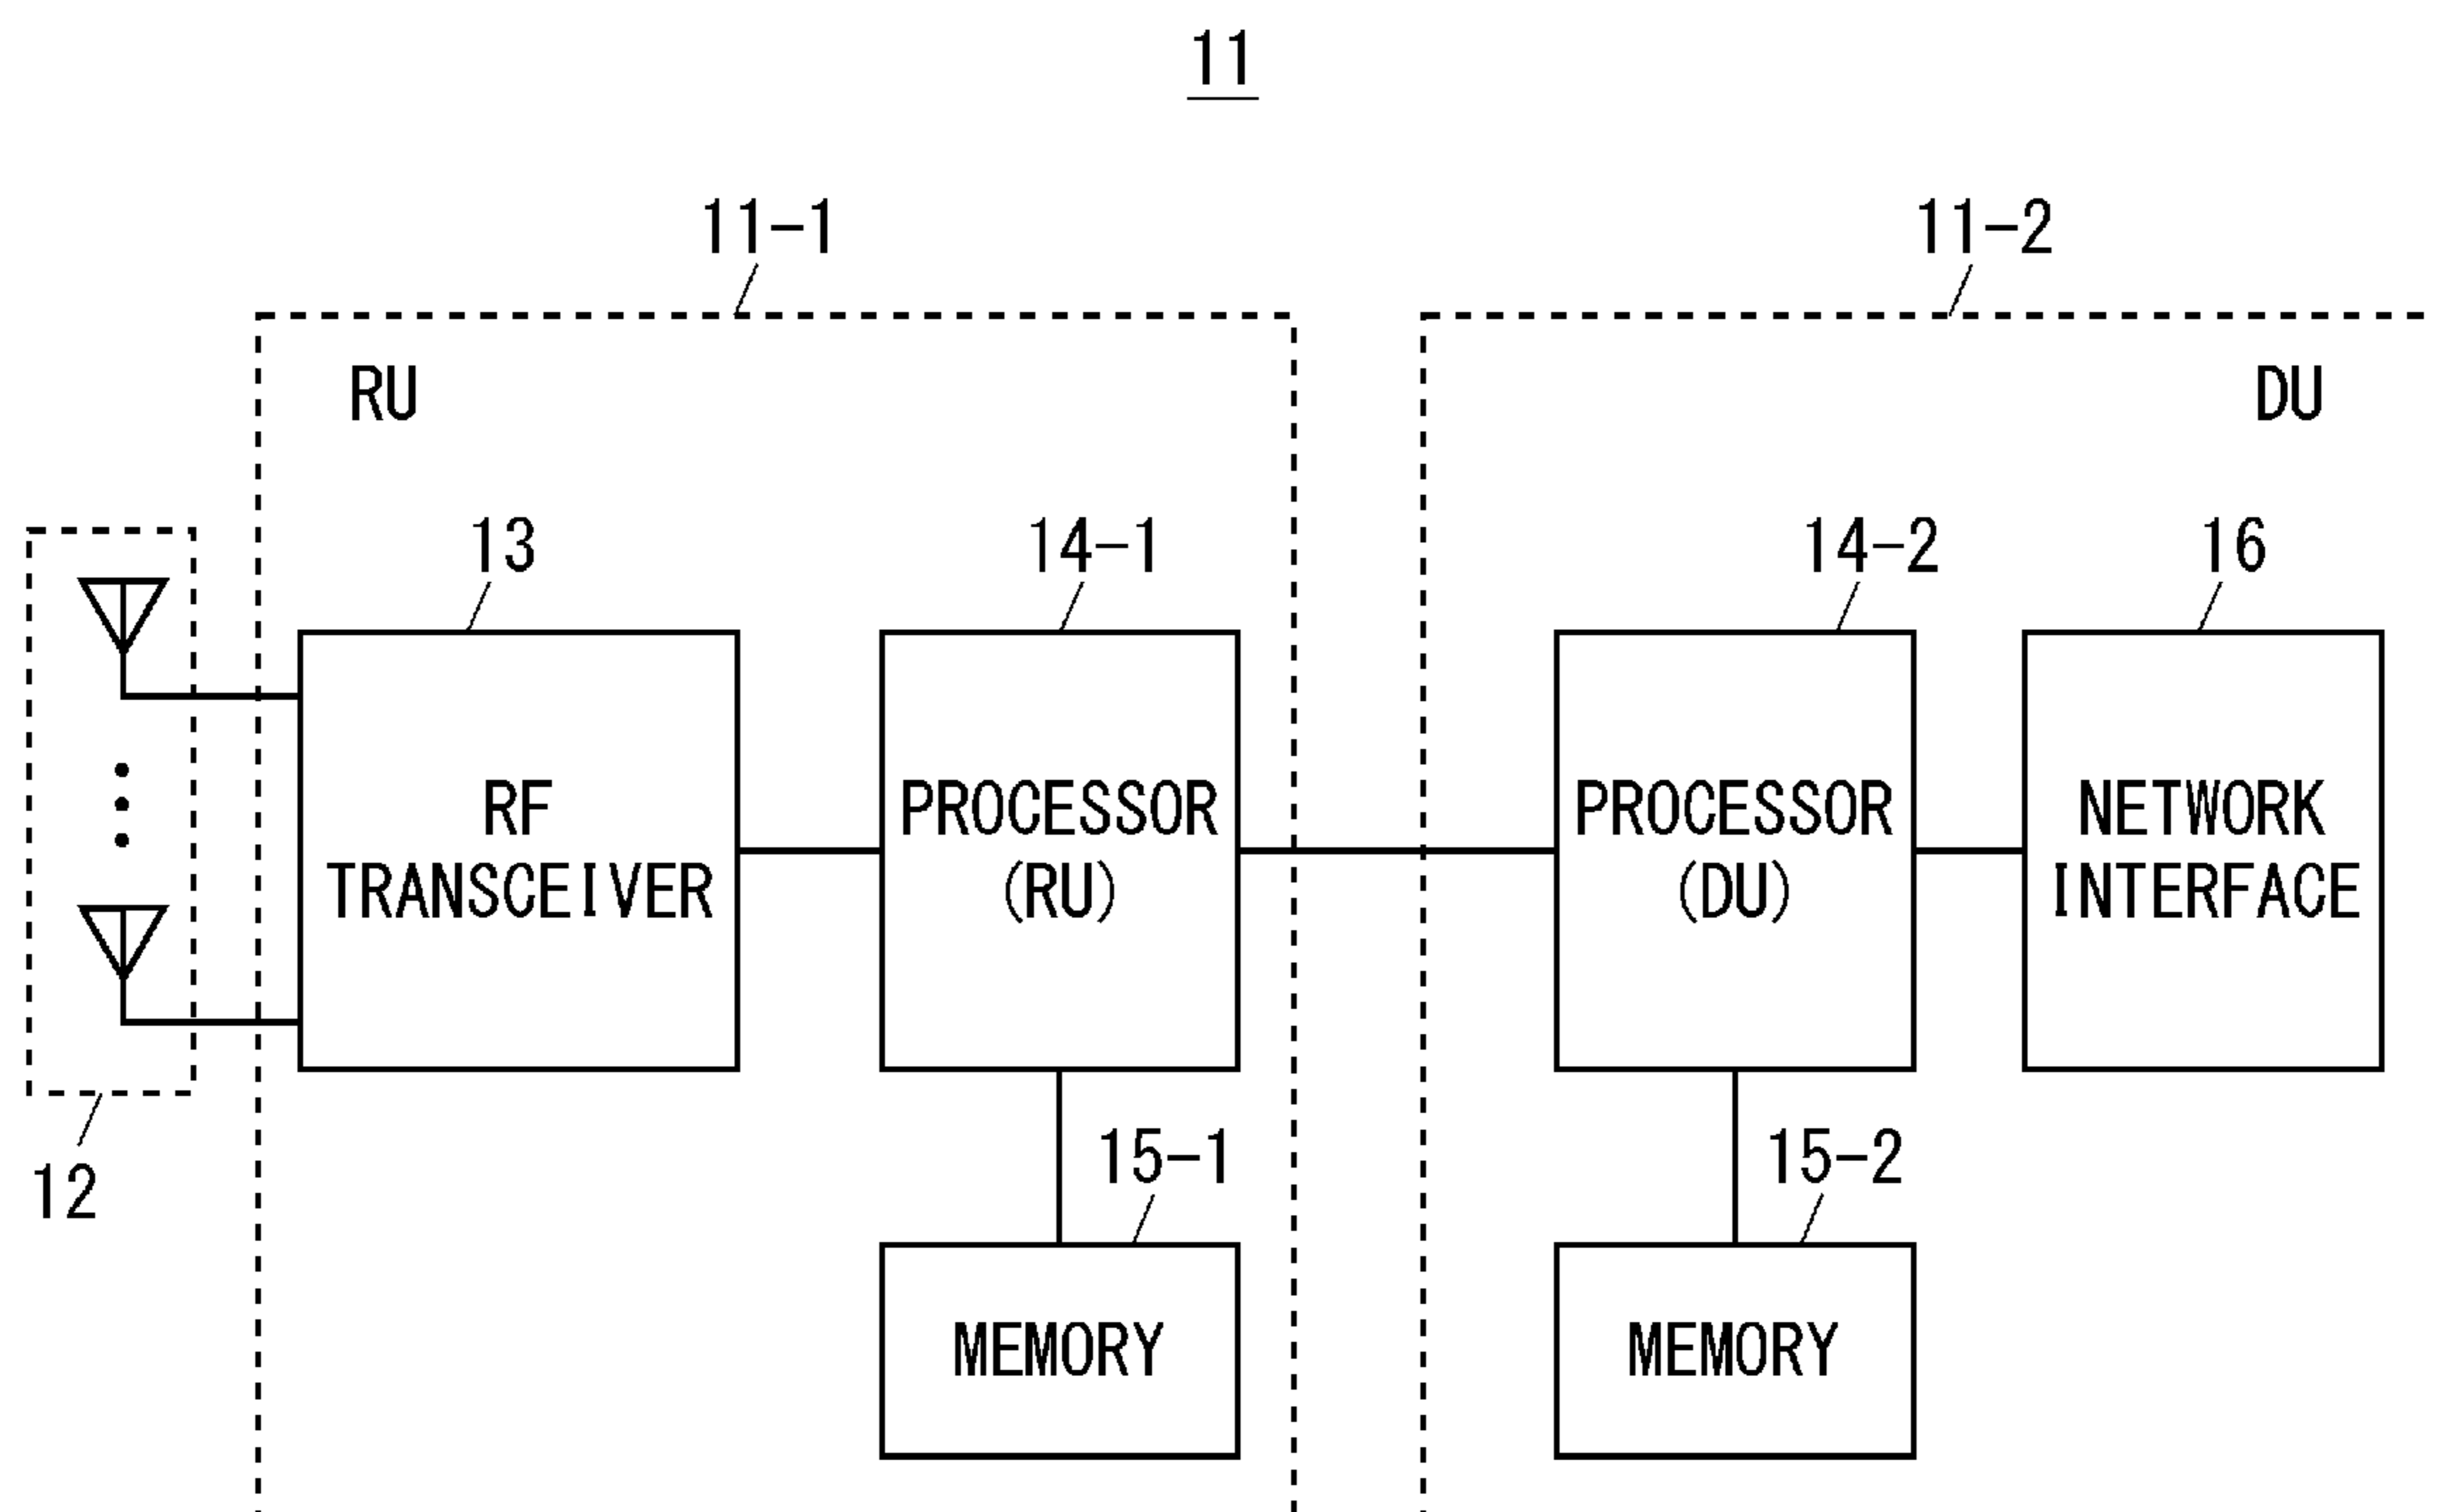 11
11-1
11-2
RU
DU
13
14-1
14-2
16
RF
TRANSCEIVER
PROCESSOR
(RU)
PROCESSOR
(DU)
NETWORK
INTERFACE
12
15-1
15-2
MEMORY
MEMORY